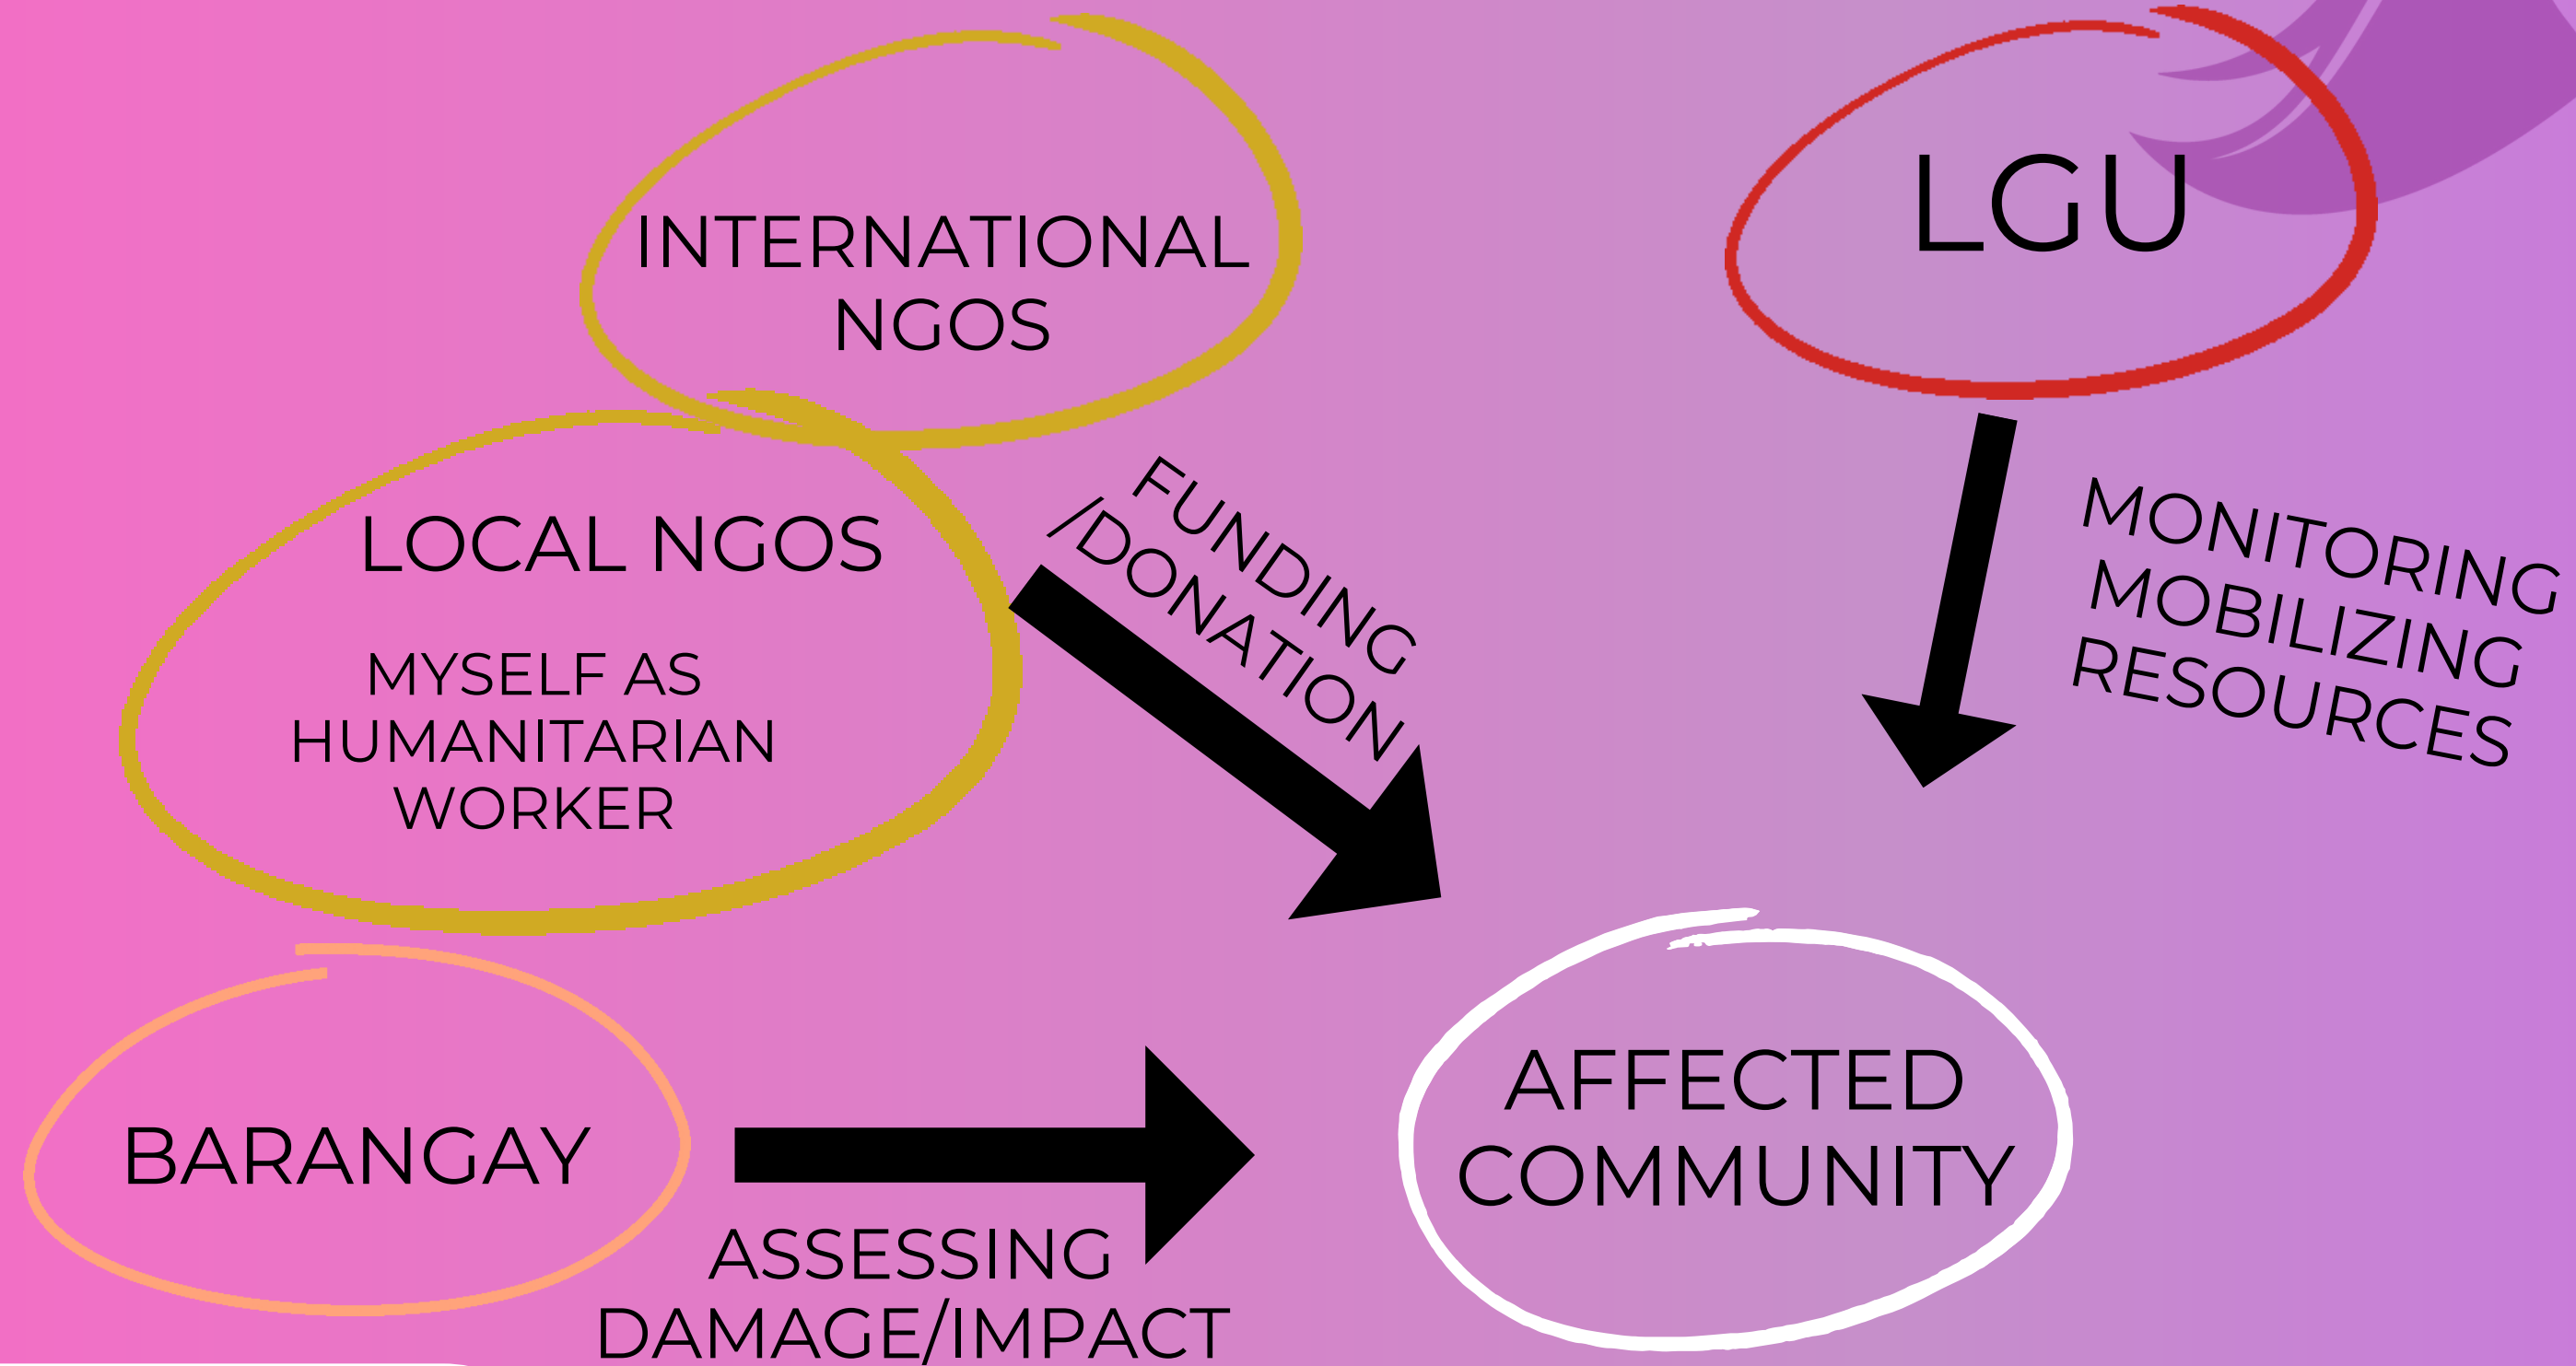 INTERNATIONAL
NGOS
LGU
LOCAL NGOS
MYSELF AS
HUMANITARIAN
WORKER
FUNDING
/DONATION
MONITORING
MOBILIZING
RESOURCES
BARANGAY
ASSESSING
DAMAGE/IMPACT
AFFECTED
COMMUNITY